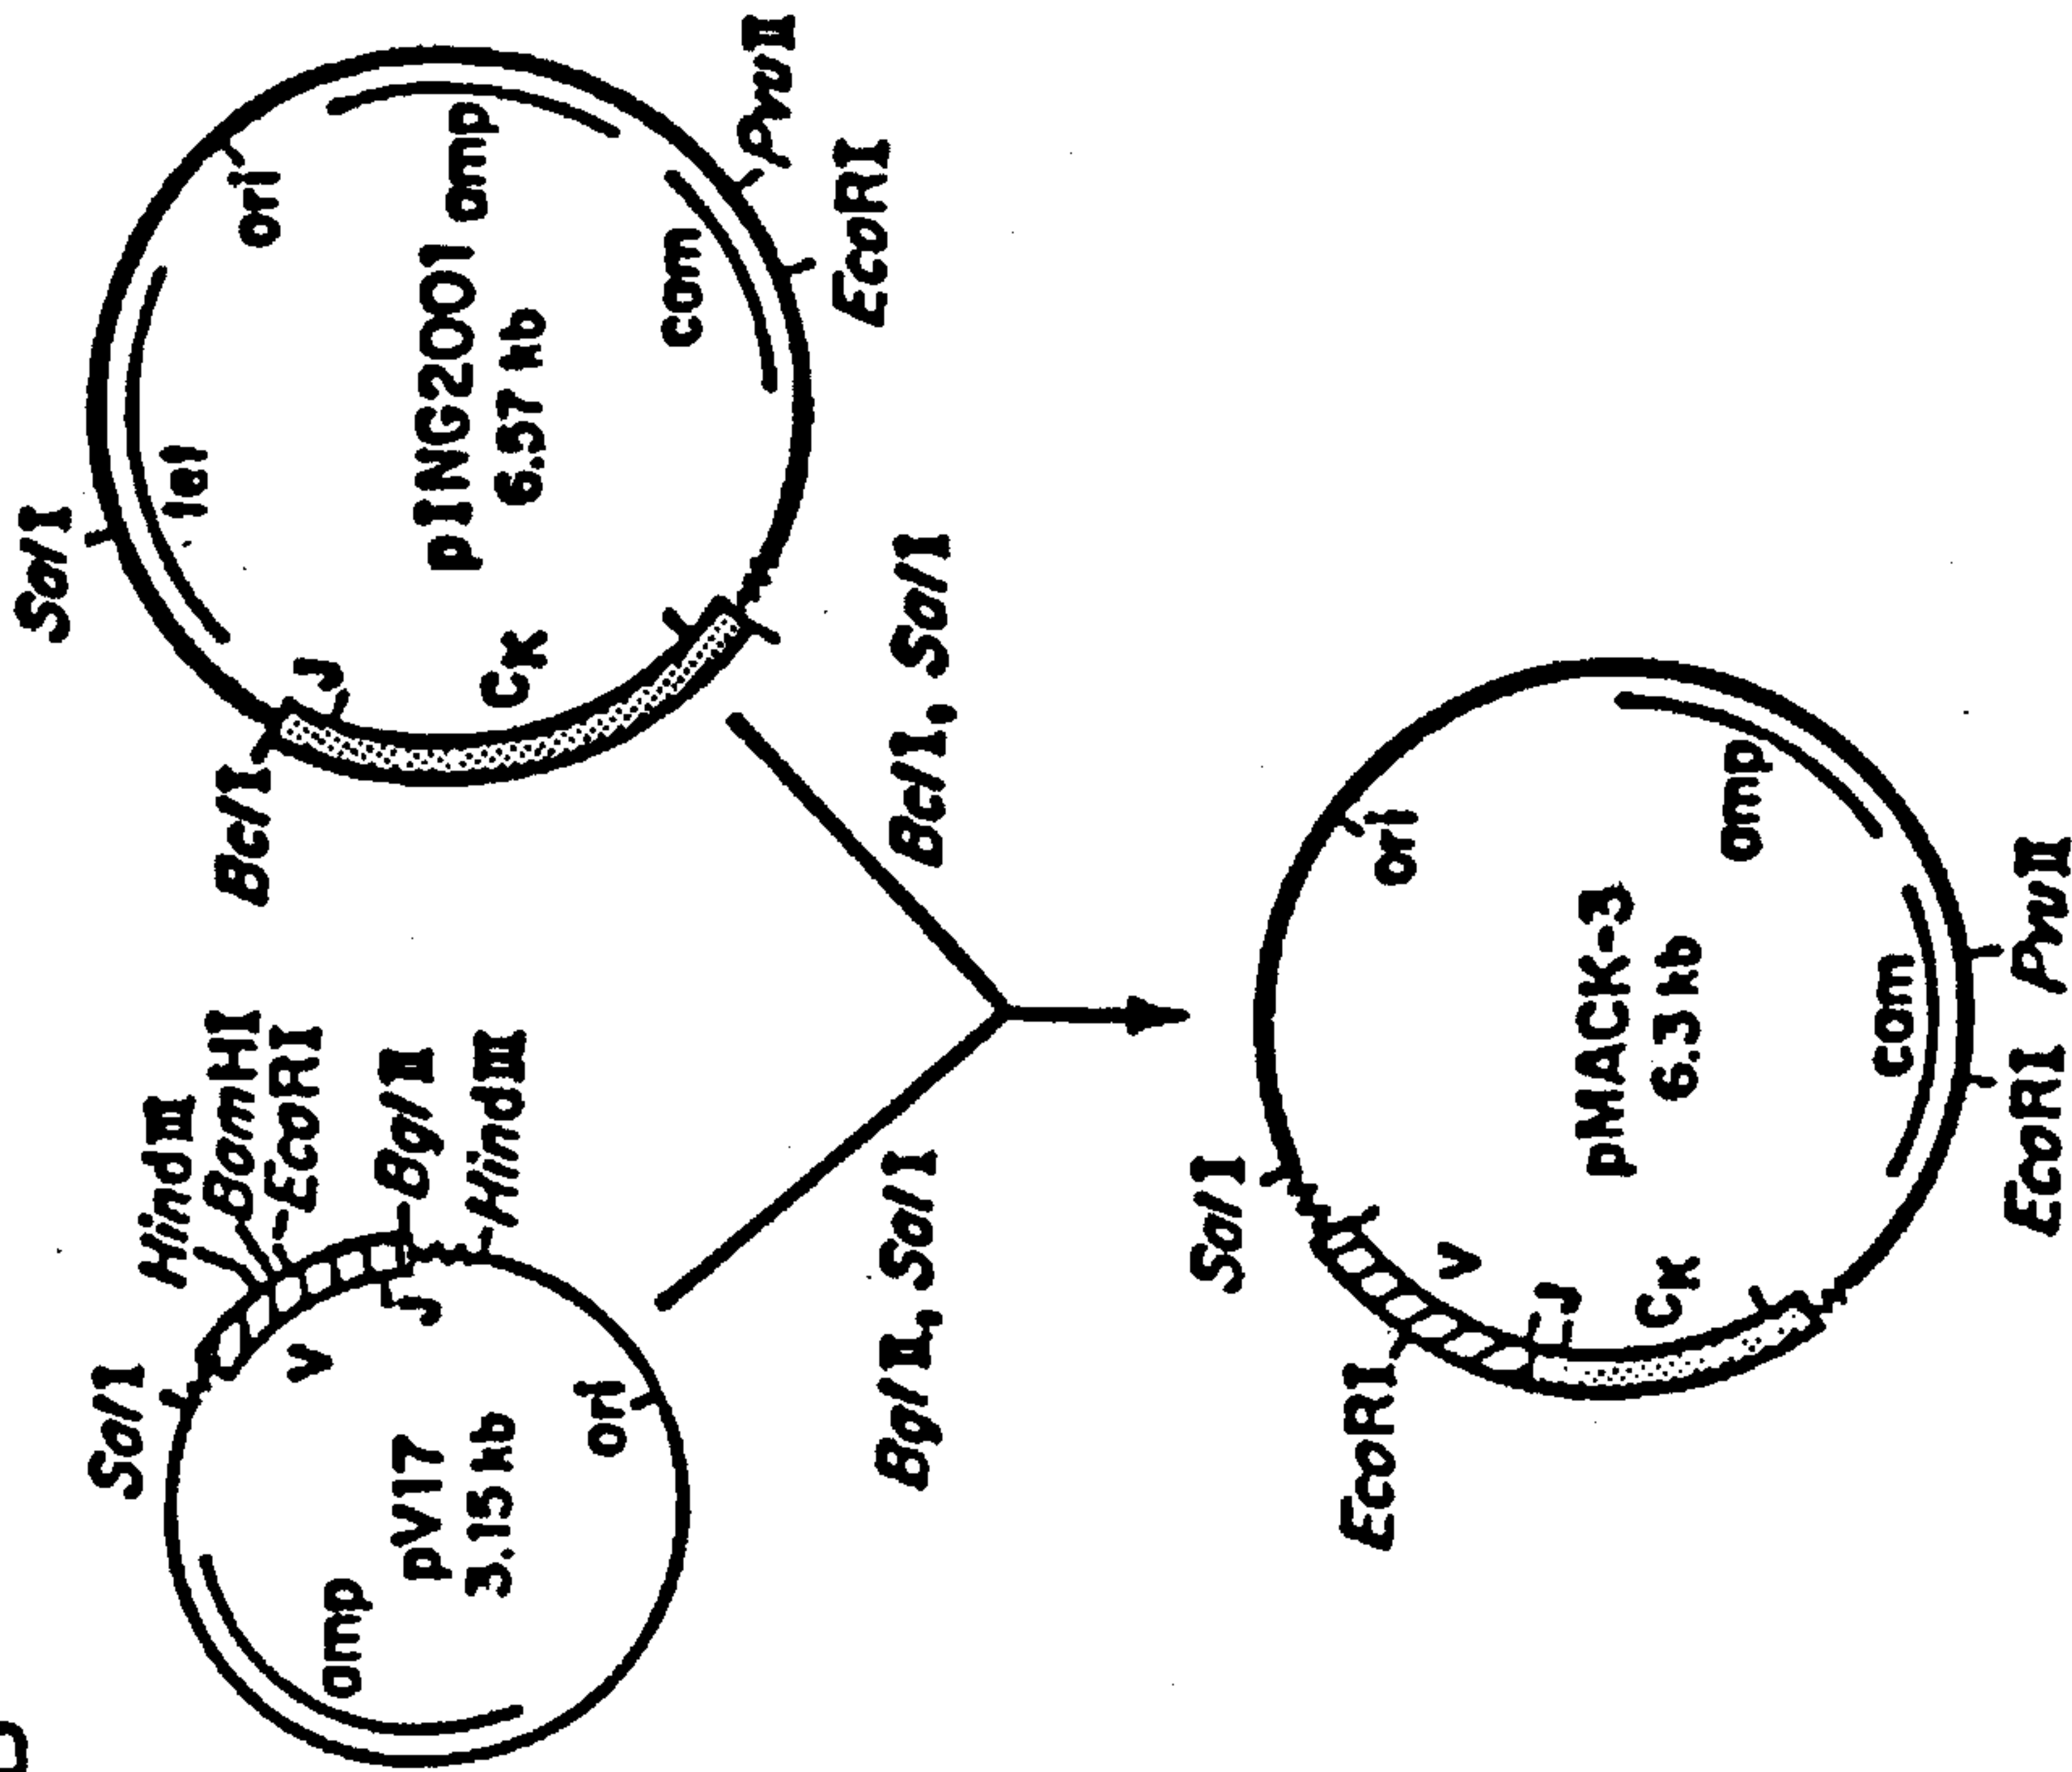 SalI
HindIII
BamHI
EcoRI
BglII
HindIII
V
J
amp
pV17
3.15 kb
ori
SalI
BclI
tet
ori
J
CK
pING2001
6.97 kb
amp
cam
PvuII
EcoRI
BglII, SalI
BclI, SalI
SalI
EcoRI
V
J
CK
ori
pMACK-3
6.3 kb
amp
cam
EcoRI
PvuII